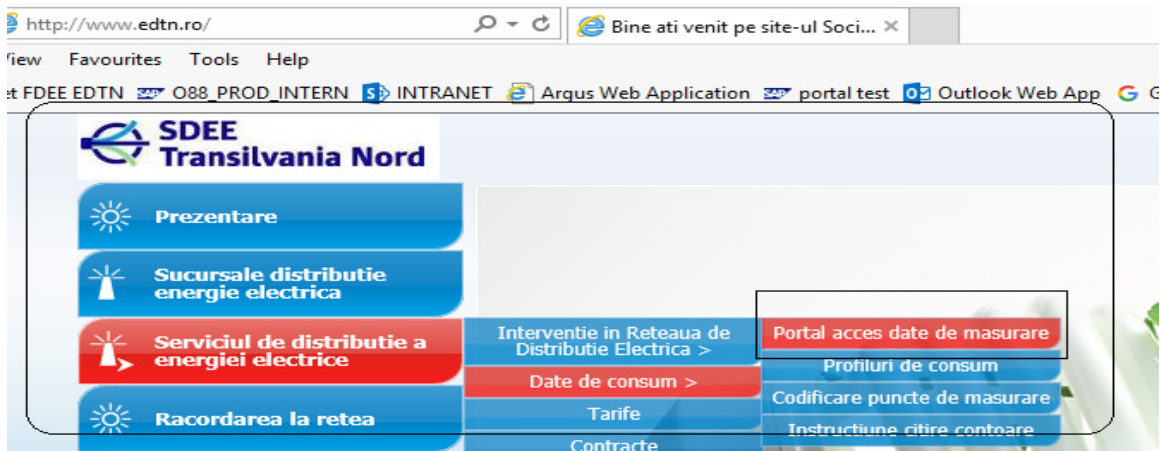 http://www.edtn.ro/
Bine ati venit pe site-ul Soci...
Favourites Tools Help
FDEE EDTN O88_PROD_INTERN INTRANET Argus Web Application portal test Outlook Web App G
SDEE
Transilvania Nord
Prezentare
Sucursale distributie
energie electrica
Serviciul de distributie a
energiei electrice
Racordarea la retea
Interventie in Reteaua de
Distributie Electrica >
Date de consum >
Tarife
Contracte
Portal acces date de masurare
Profiluri de consum
Codificare puncte de masurare
Instructiune citire contoare